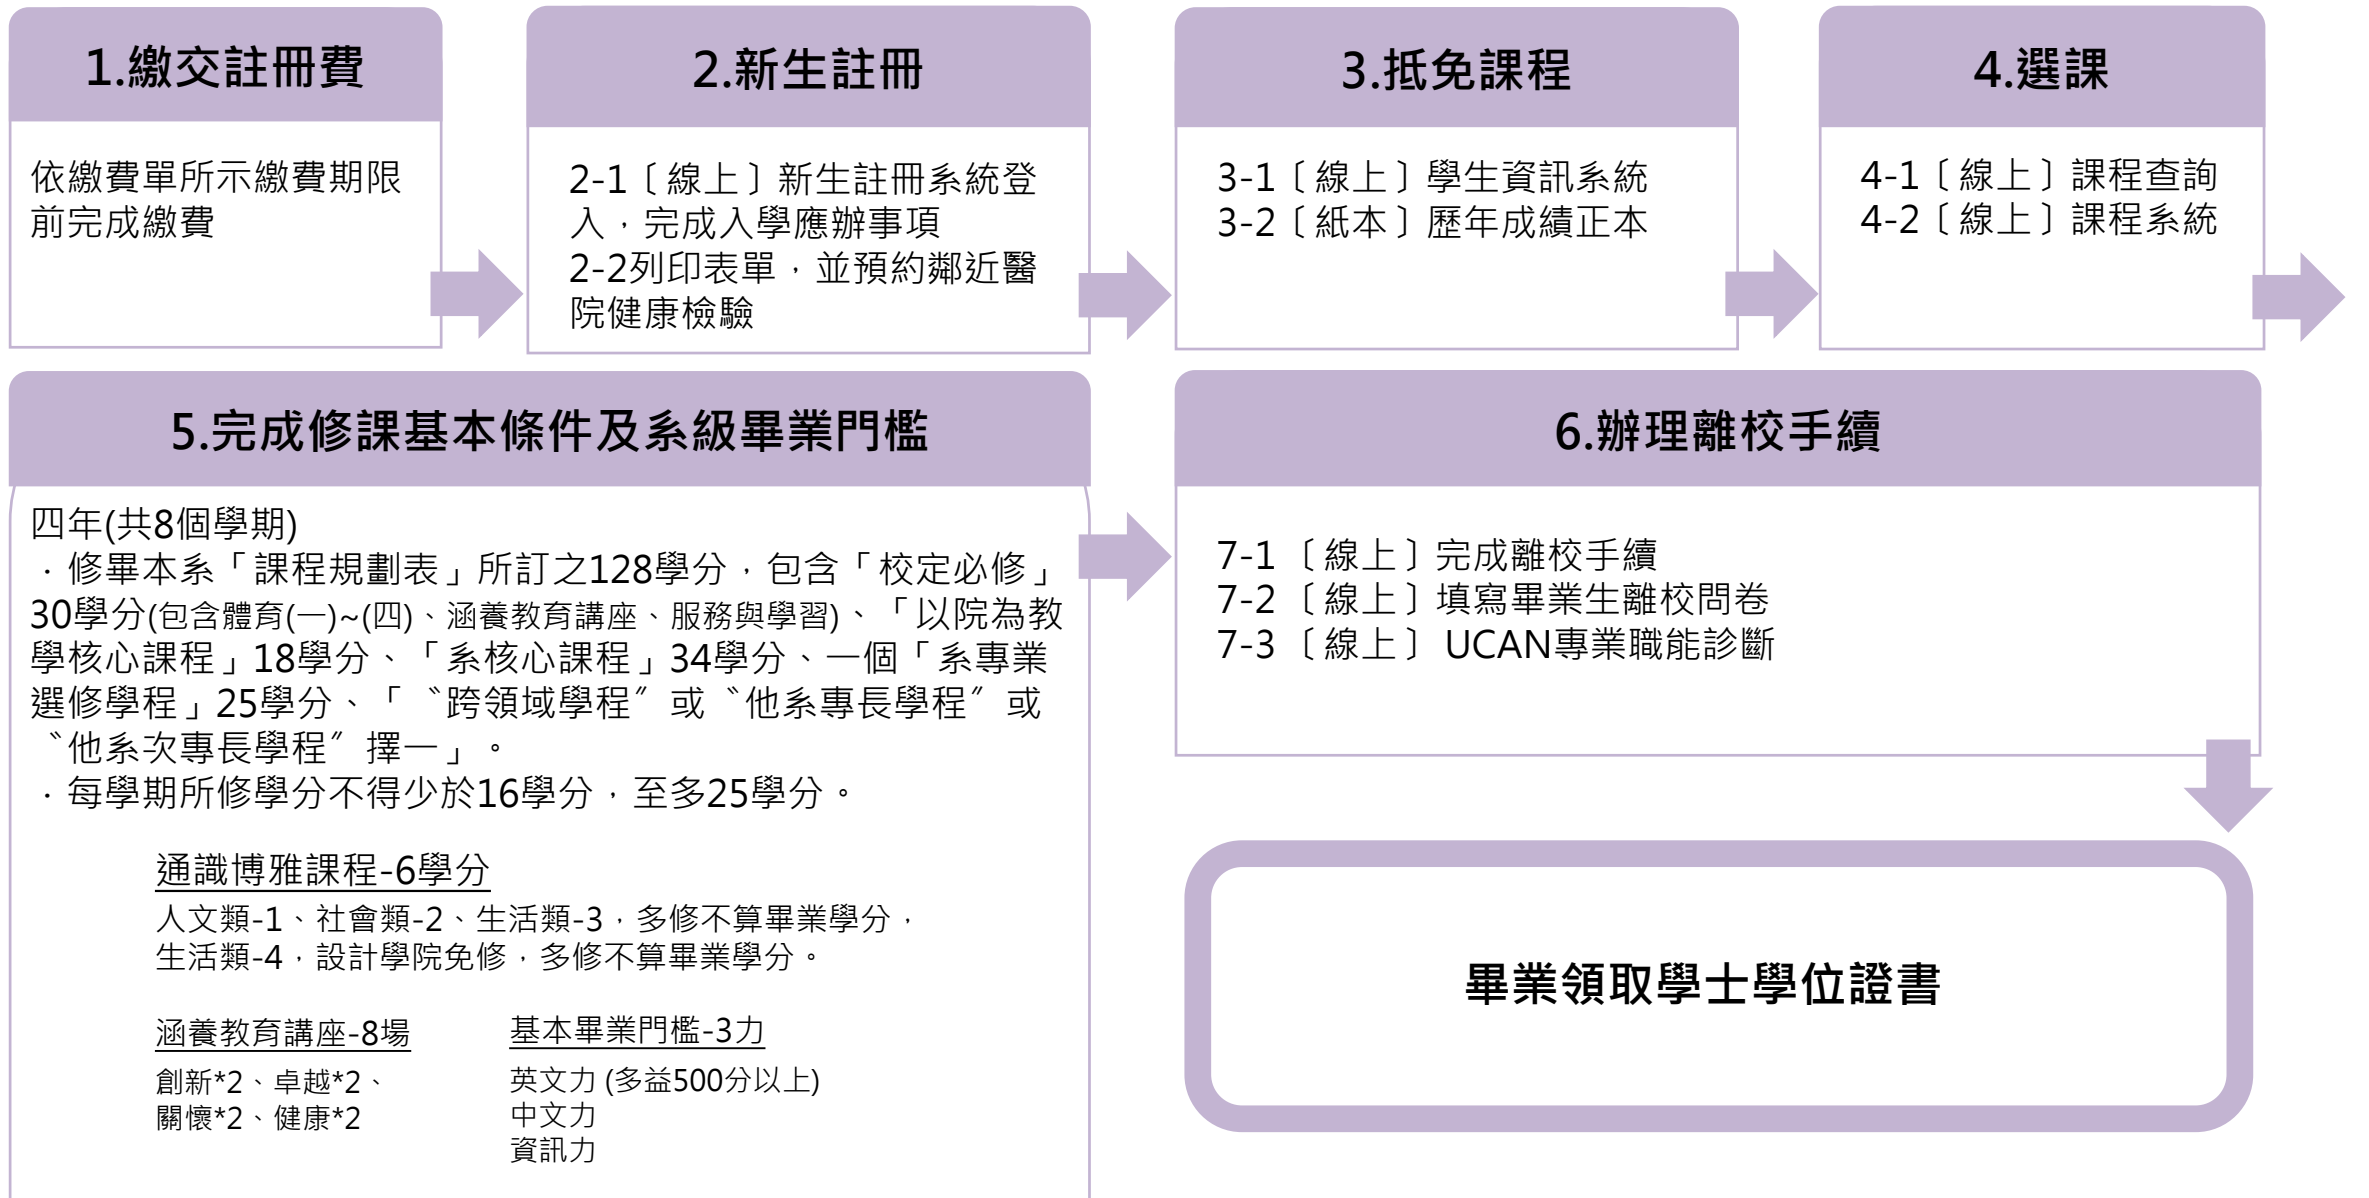 1.繳交註冊費
依繳費單所示繳費期限
前完成繳費
2.新生註冊
2-1〔線上〕新生註冊系統登
入，完成入學應辦事項
2-2列印表單，並預約鄰近醫
院健康檢驗
3.抵免課程
3-1〔線上〕學生資訊系統
3-2〔紙本〕歷年成績正本
4.選課
4-1〔線上〕課程查詢
4-2〔線上〕課程系統
5.完成修課基本條件及系級畢業門檻
四年(共8個學期)
．修畢本系「課程規劃表」所訂之128學分，包含「校定必修」
30學分(包含體育(一)~(四)、涵養教育講座、服務與學習)、「以院為教
學核心課程」18學分、「系核心課程」34學分、一個「系專業
選修學程」25學分、「〝跨領域學程〞或〝他系專長學程〞或
〝他系次專長學程〞擇一」。
．每學期所修學分不得少於16學分，至多25學分。
通識博雅課程-6學分
人文類-1、社會類-2、生活類-3，多修不算畢業學分，
生活類-4，設計學院免修，多修不算畢業學分。
涵養教育講座-8場
創新*2、卓越*2、
關懷*2、健康*2
基本畢業門檻-3力
英文力 (多益500分以上)
中文力
資訊力
6.辦理離校手續
7-1 〔線上〕完成離校手續
7-2 〔線上〕填寫畢業生離校問卷
7-3 〔線上〕 UCAN專業職能診斷
畢業領取學士學位證書